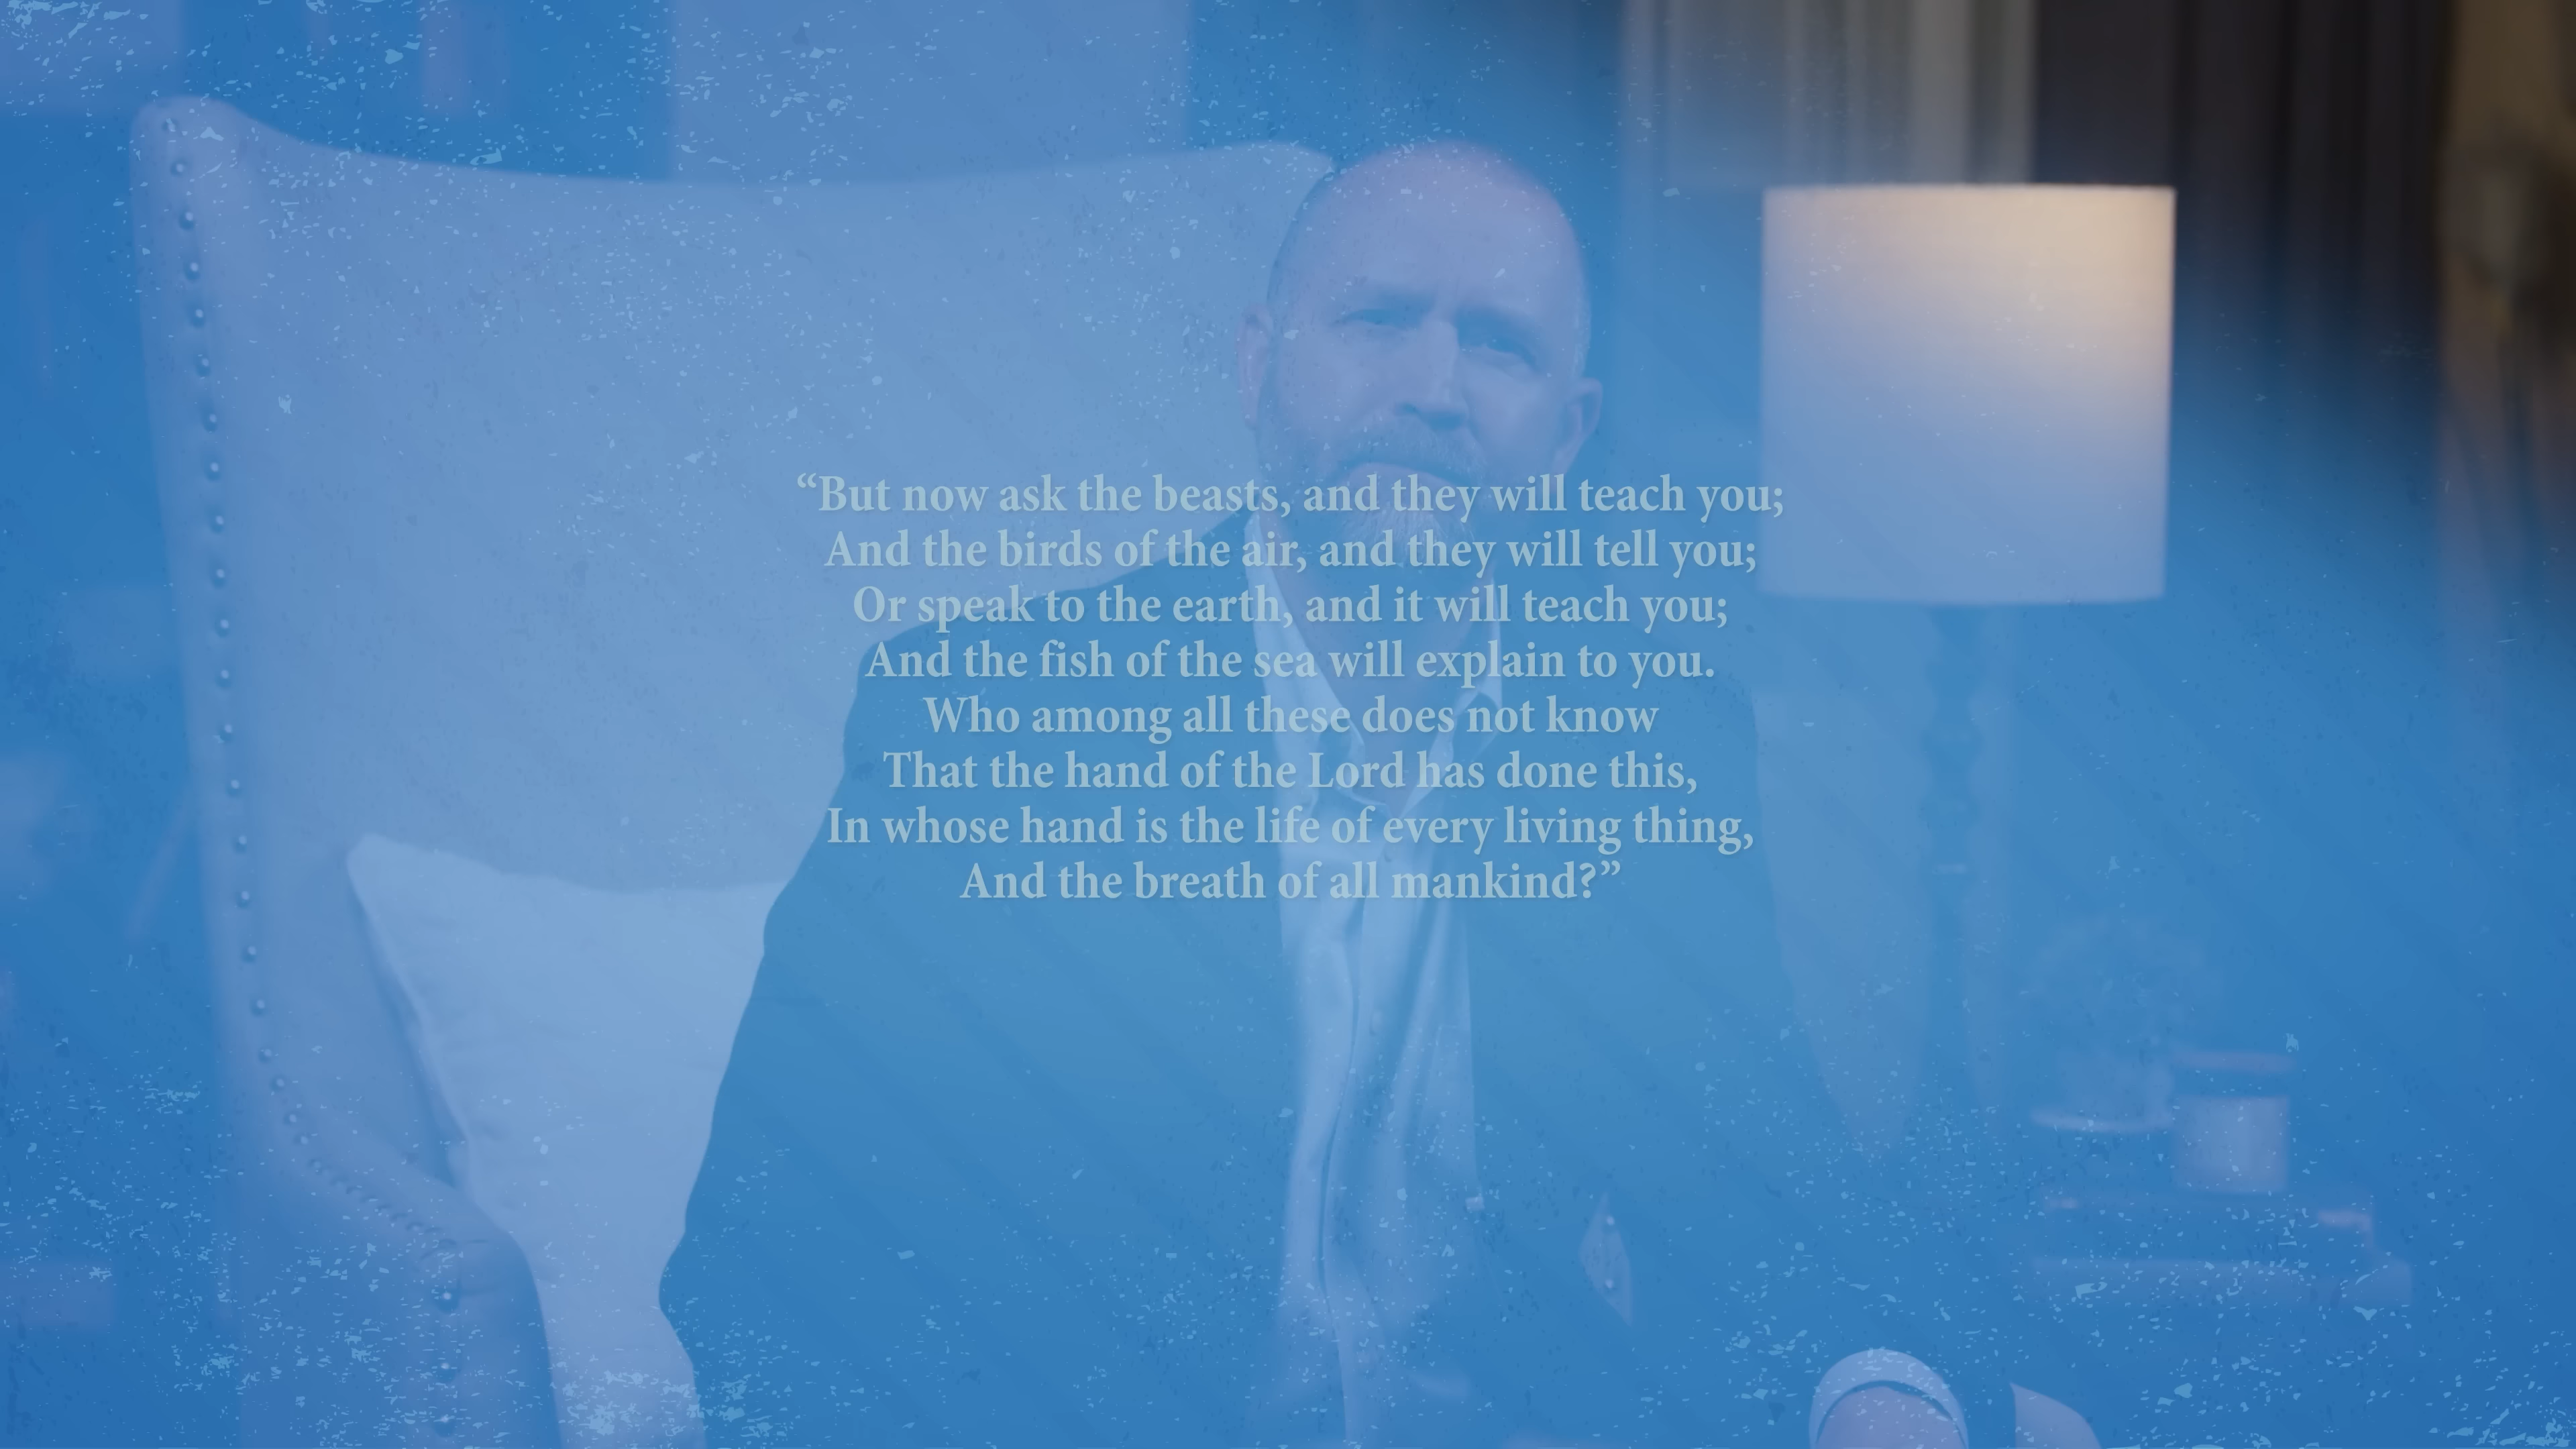 “But now ask the beasts, and they will teach you;
And the birds of the air, and they will tell you;
Or speak to the earth, and it will teach you;
And the fish of the sea will explain to you.
Who among all these does not know
That the hand of the Lord has done this,
In whose hand is the life of every living thing,
And the breath of all mankind?”